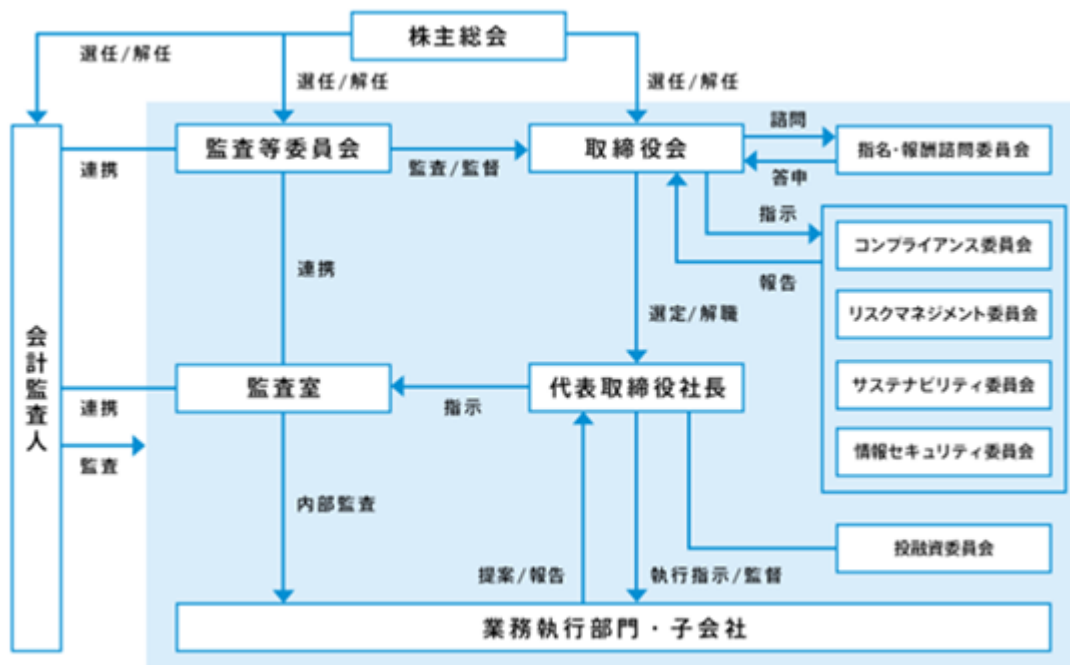 株主総会
選任/解任
選任/解任
選任/解任
監査等委員会
取締役会
諮問
指名・報酬諮問委員会
連携
監査/監督
答申
指示
コンプライアンス委員会
連携
報告
リスクマネジメント委員会
選定/解職
会計監査人
監査室
代表取締役社長
サステナビリティ委員会
連携
指示
情報セキュリティ委員会
監査
内部監査
投融資委員会
提案/報告
執行指示/監督
業務執行部門・子会社